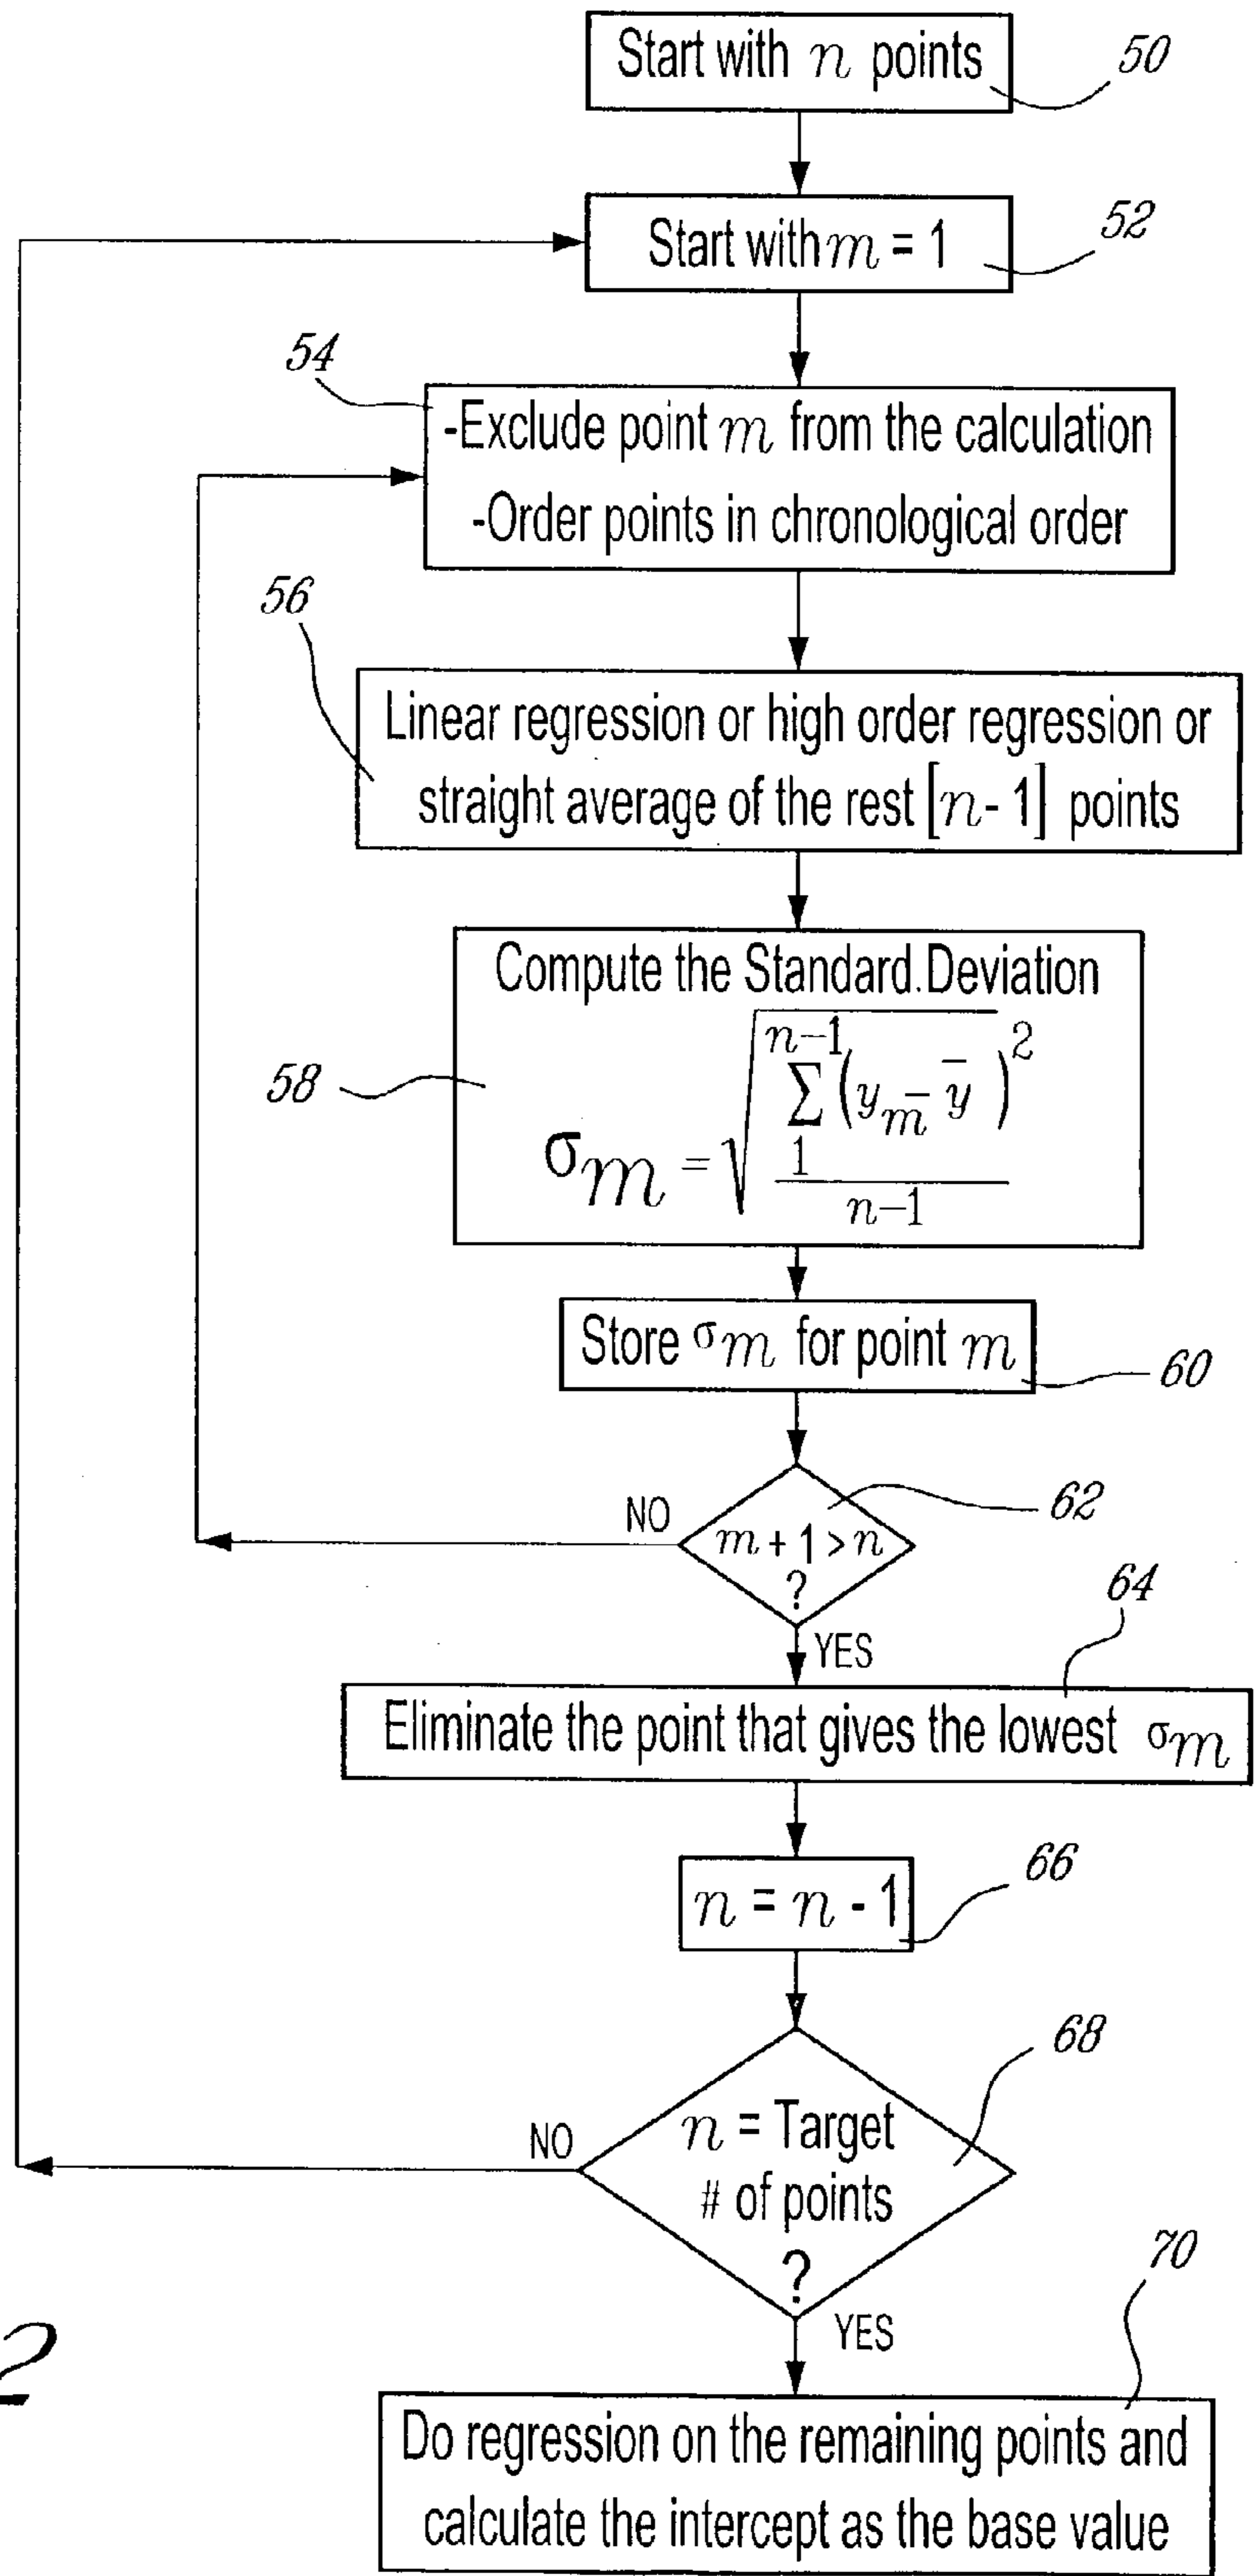 Start with n points
50
Start with m = 1
52
54
-Exclude point m from the calculation
-Order points in chronological order
56
Linear regression or high order regression or
straight average of the rest [n- 1] points
Compute the Standard.Deviation
58
σm = √(∑₁ⁿ⁻¹(ym - ȳ)² / n-1)
Store σm for point m
60
62
NO
m + 1 > n
?
YES
64
Eliminate the point that gives the lowest σm
66
n = n - 1
68
NO
n = Target
# of points
?
YES
70
2
Do regression on the remaining points and
calculate the intercept as the base value